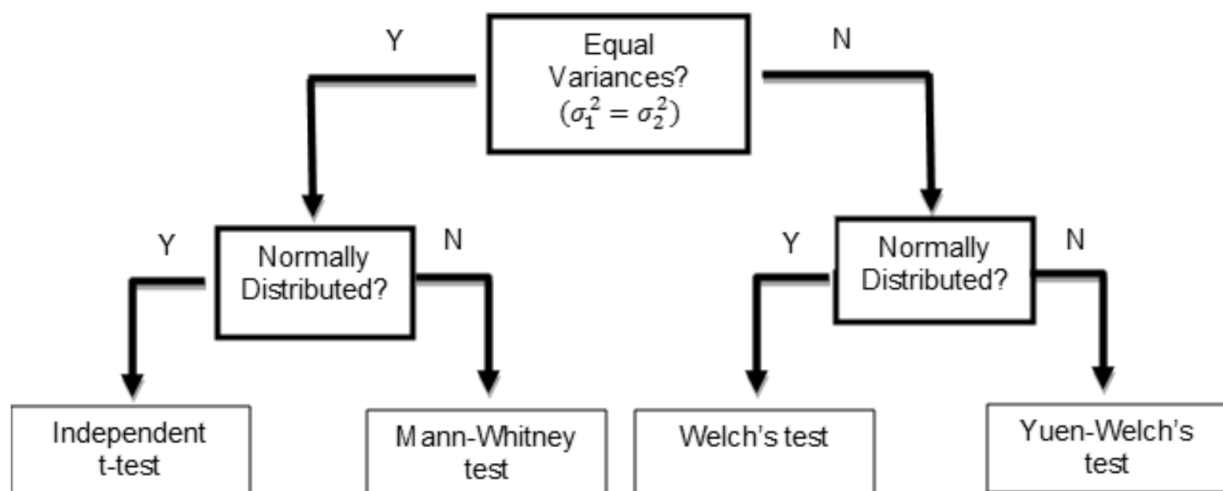 Y
Equal
Variances?
(σ₁² = σ₂²)
N
Y
Normally
Distributed?
N
Y
Normally
Distributed?
N
Independent
t-test
Mann-Whitney
test
Welch’s test
Yuen-Welch’s
test